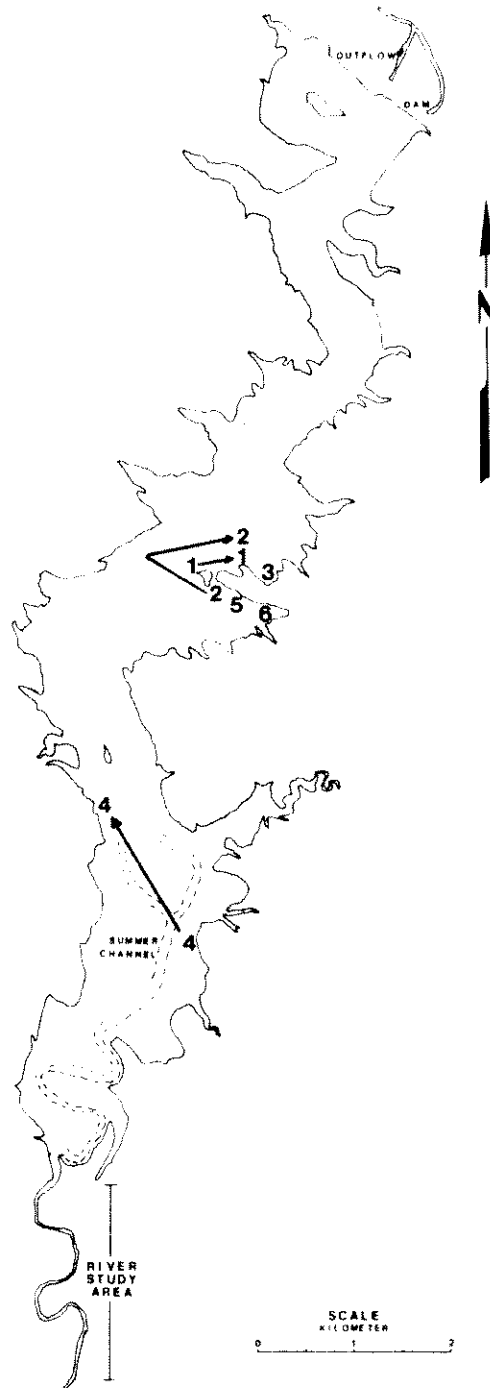 OUTFLOW
DAM
N
2
1
1
3
2
5
6
4
SUMMER
CHANNEL
4
RIVER
STUDY
AREA
SCALE
KILOMETER
0 1 2